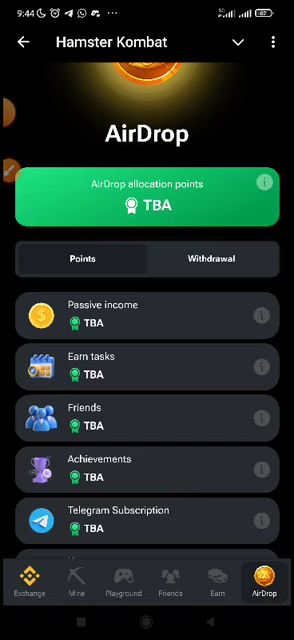 9:44
62
Hamster Kombat
AirDrop
AirDrop allocation points
TBA
Points
Withdrawal
Passive income
TBA
Earn tasks
TBA
Friends
TBA
Achievements
TBA
Telegram Subscription
TBA
Exchange
Mine
Playground
Friends
Earn
AirDrop